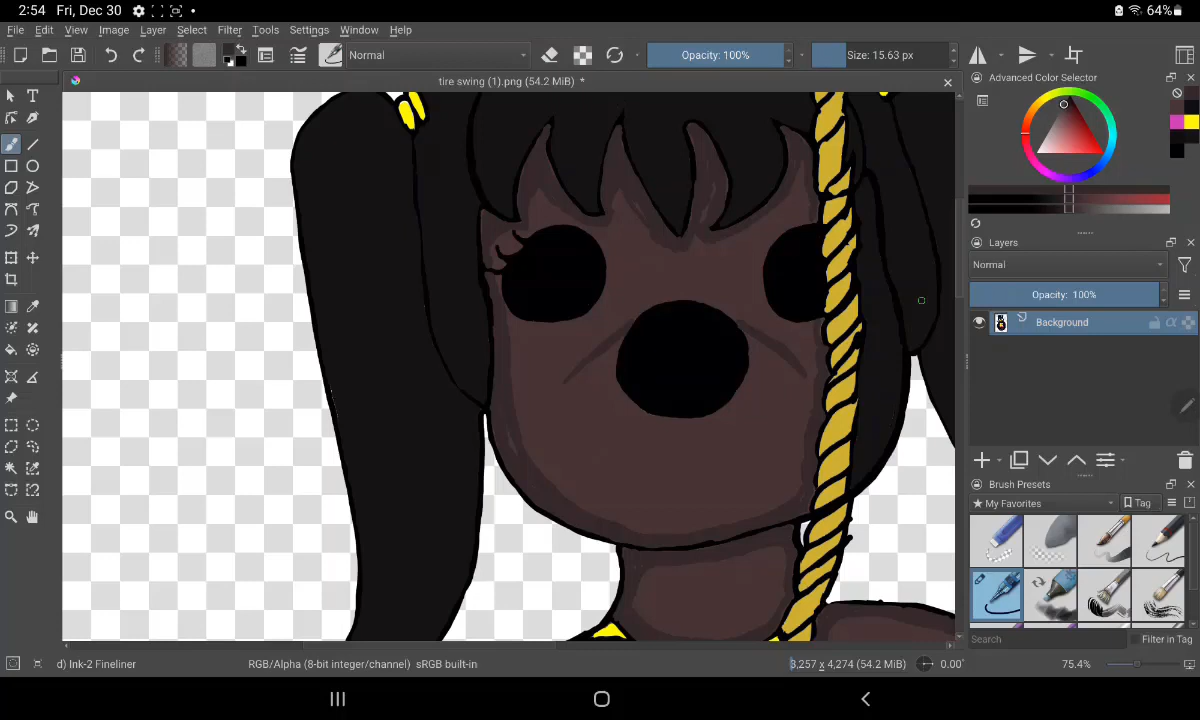 2:54 Fri, Dec 30
64%
File Edit View Image Layer Select Filter Tools Settings Window Help
Normal
Opacity: 100%
Size: 15.63 px
tire swing (1).png (54.2 MiB) *
Advanced Color Selector
Layers
Normal
Opacity: 100%
Background
Brush Presets
★ My Favorites
Tag
Search
Filter in Tag
d) Ink-2 Fineliner
RGB/Alpha (8-bit integer/channel) sRGB built-in
3,257 x 4,274 (54.2 MiB)
0.00°
75.4%